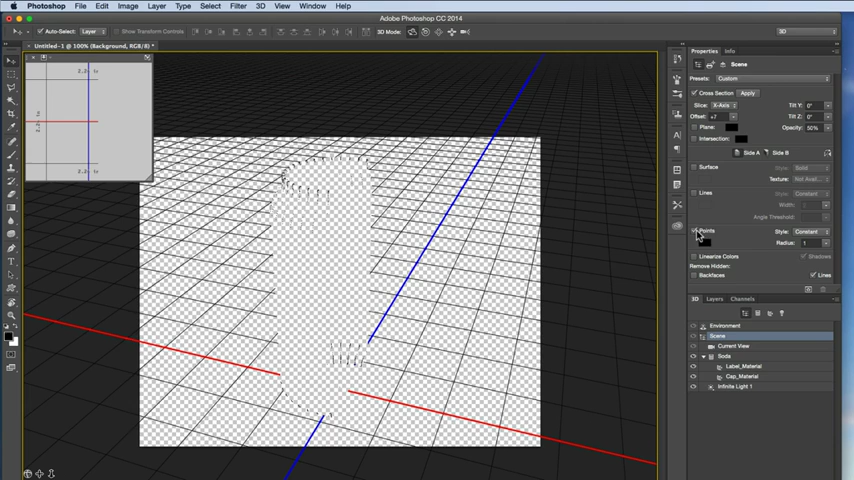 Photoshop File Edit Image Layer Type Select Filter 3D View Window Help
Adobe Photoshop CC 2014
Auto-Select: Layer Show Transform Controls 3D Mode: 3D
Untitled-1 @ 100% (Background, RGB/8) *
Properties Info
Scene
Presets: Custom
Cross Section Apply
Slice: X-Axis Tilt Y: 0°
Offset: +7 Tilt Z: 0°
Plane: Opacity: 50%
Intersection:
Side A Side B
Surface Style: Solid
Texture: Not Avail...
Lines Style: Constant
Width: 1
Angle Threshold:
Points Style: Constant
Radius: 1
Linearize Colors Shadows
Remove Hidden:
Backfaces Lines
3D Layers Channels
Environment
Scene
Current View
Soda
Label_Material
Cap_Material
Infinite Light 1